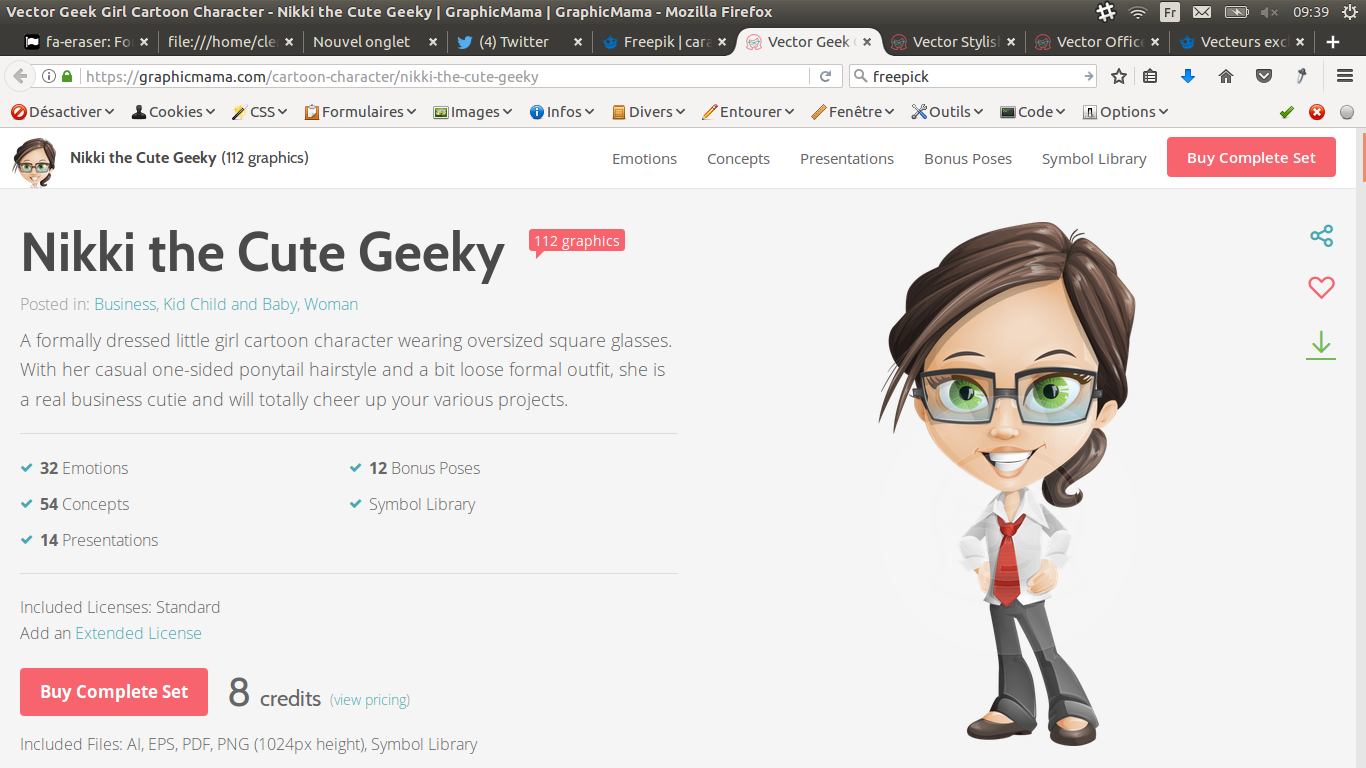 Vector Geek Girl Cartoon Character - Nikki the Cute Geeky | GraphicMama | GraphicMama - Mozilla Firefox
Fr
09:39
fa-eraser: Fo
file:///home/cle
Nouvel onglet
(4) Twitter
Freepik | cara
Vector Geek
Vector Stylis
Vector Office
Vecteurs exc
https://graphicmama.com/cartoon-character/nikki-the-cute-geeky
freepick
Désactiver
Cookies
CSS
Formulaires
Images
Infos
Divers
Entourer
Fenêtre
Outils
Code
Options
Nikki the Cute Geeky (112 graphics)
Emotions
Concepts
Presentations
Bonus Poses
Symbol Library
Buy Complete Set
Nikki the Cute Geeky
112 graphics
Posted in: Business, Kid Child and Baby, Woman
A formally dressed little girl cartoon character wearing oversized square glasses.
With her casual one-sided ponytail hairstyle and a bit loose formal outfit, she is
a real business cutie and will totally cheer up your various projects.
32 Emotions
12 Bonus Poses
54 Concepts
Symbol Library
14 Presentations
Included Licenses: Standard
Add an Extended License
Buy Complete Set
8 credits (view pricing)
Included Files: AI, EPS, PDF, PNG (1024px height), Symbol Library